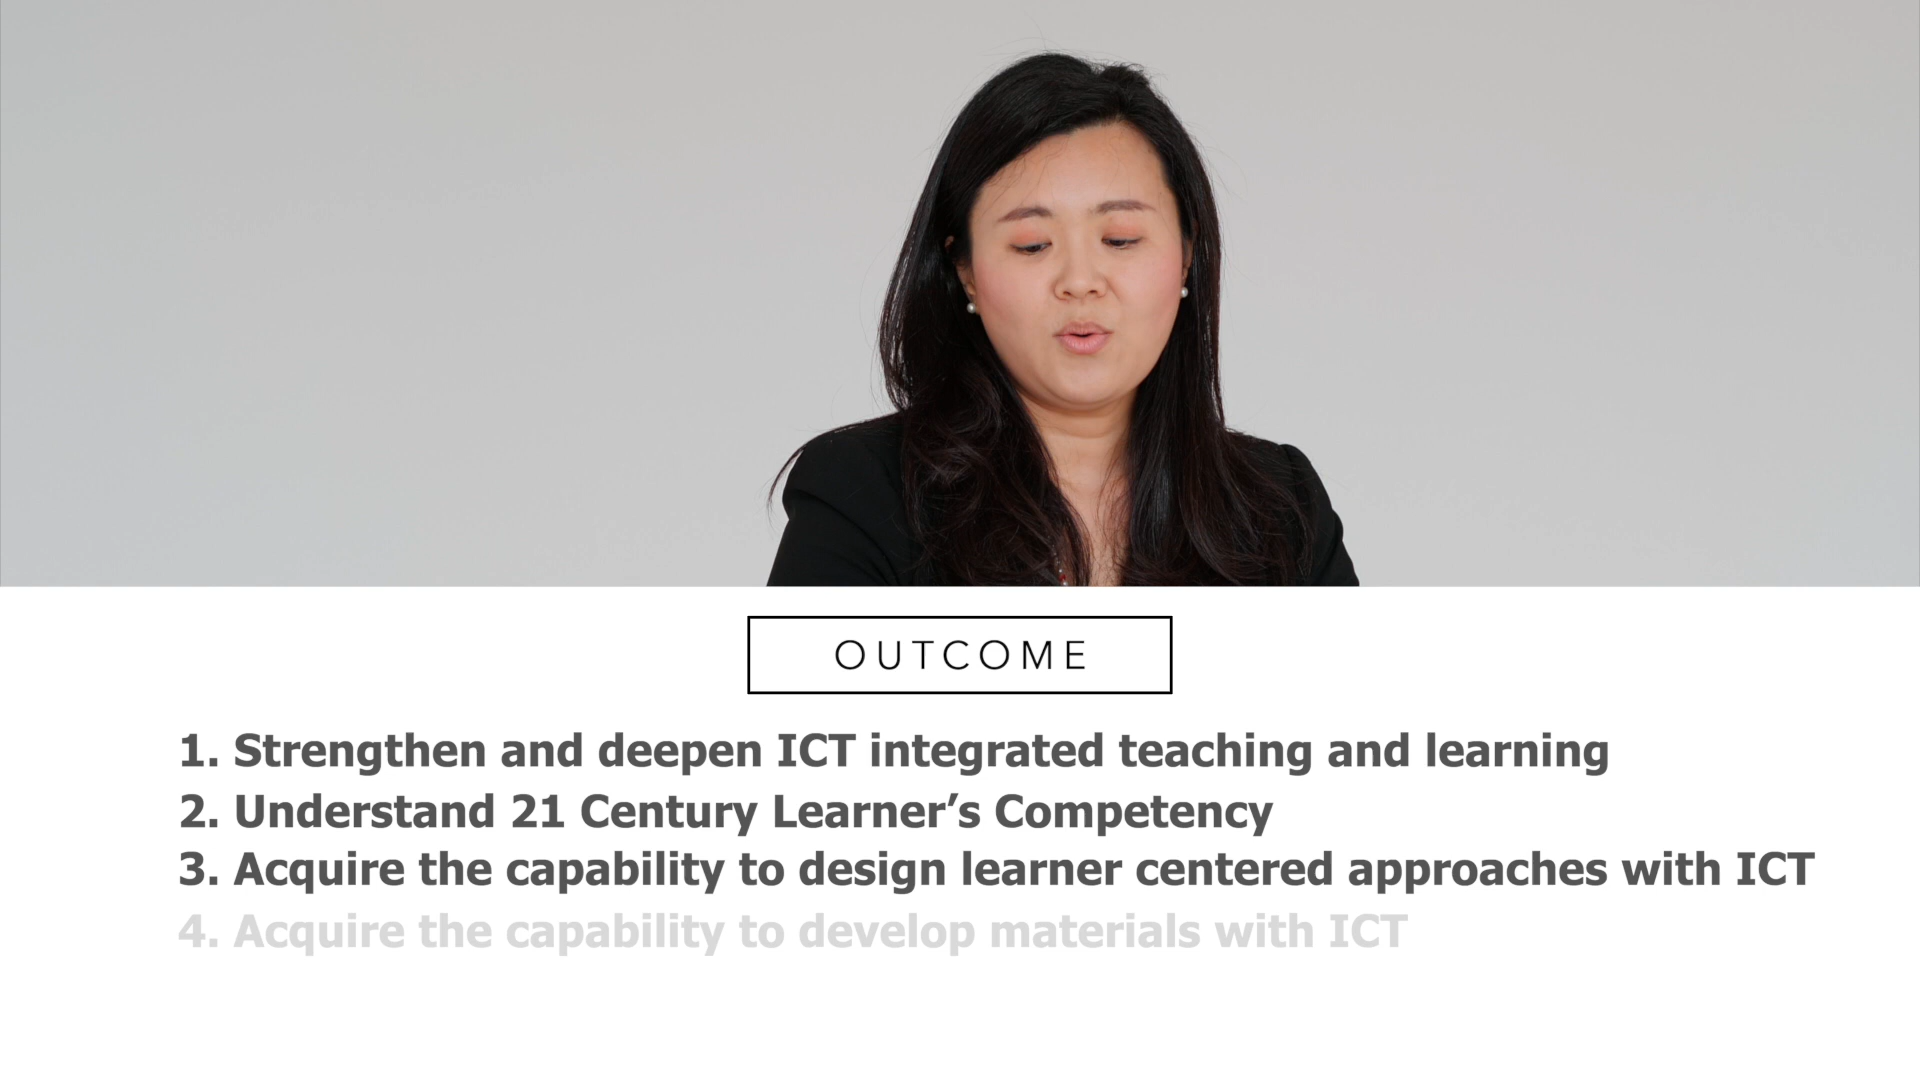 OUTCOME
1. Strengthen and deepen ICT integrated teaching and learning
2. Understand 21 Century Learner’s Competency
3. Acquire the capability to design learner centered approaches with ICT
4. Acquire the capability to develop materials with ICT